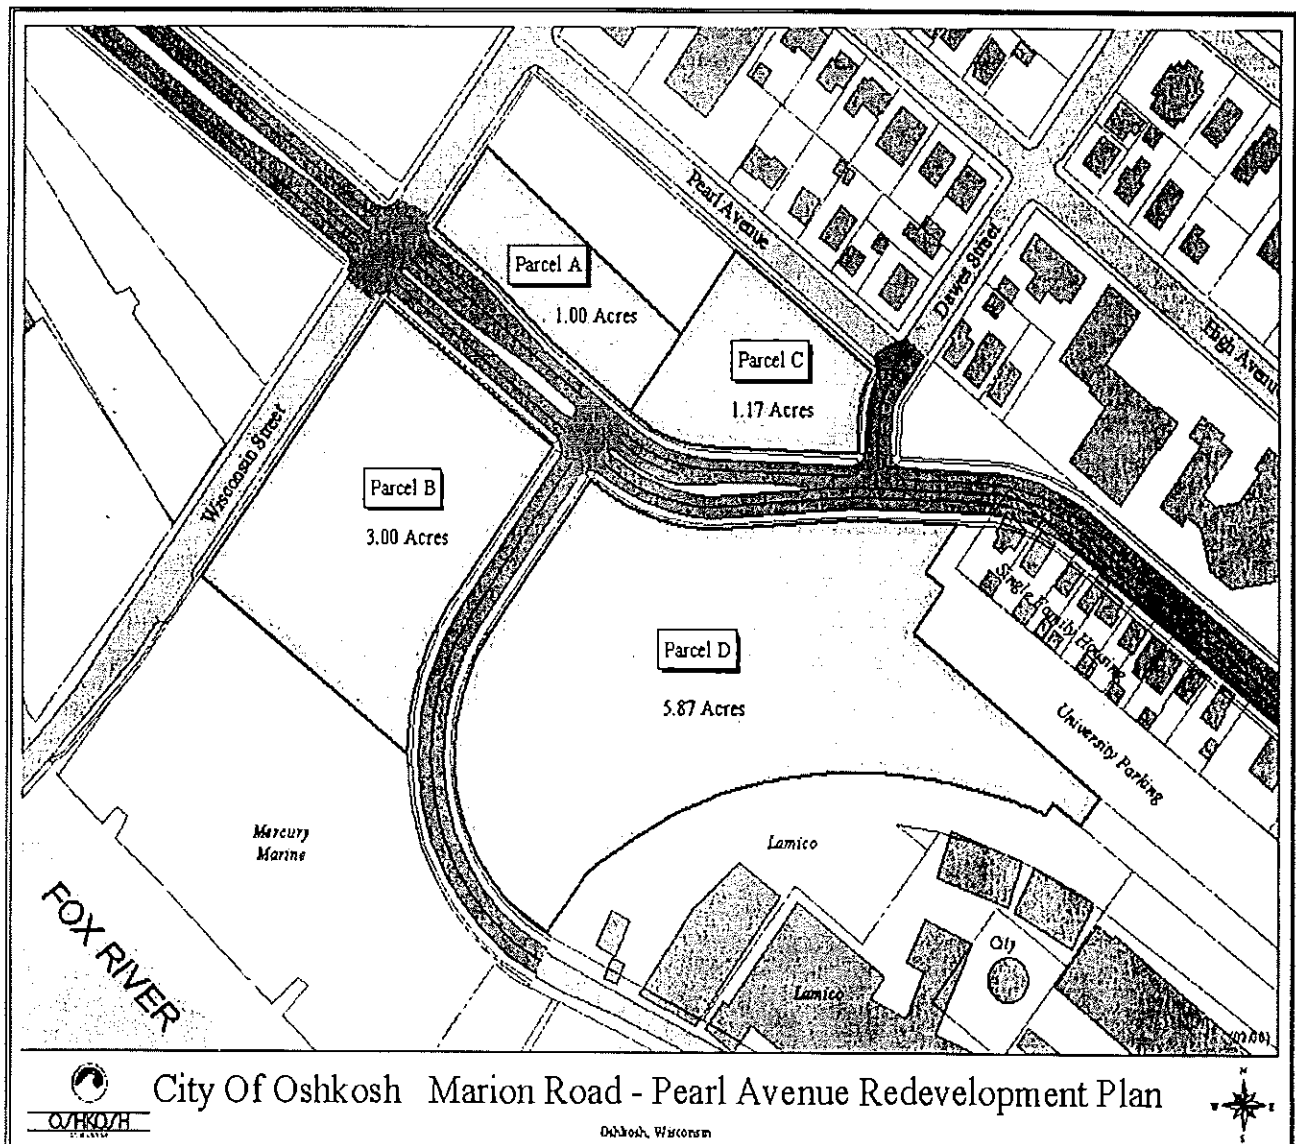 Pearl Avenue
Dawes Street
High Avenu
Parcel A
1.00 Acres
Parcel C
1.17 Acres
Wisconsin Street
Parcel B
3.00 Acres
Single Family Housing
Parcel D
5.87 Acres
University Parking
Mercury
Marine
Lamico
FOX RIVER
City
Lamico
OSHKOSH
City Of Oshkosh Marion Road - Pearl Avenue Redevelopment Plan
Oshkosh, Wisconsin
N
W
E
S